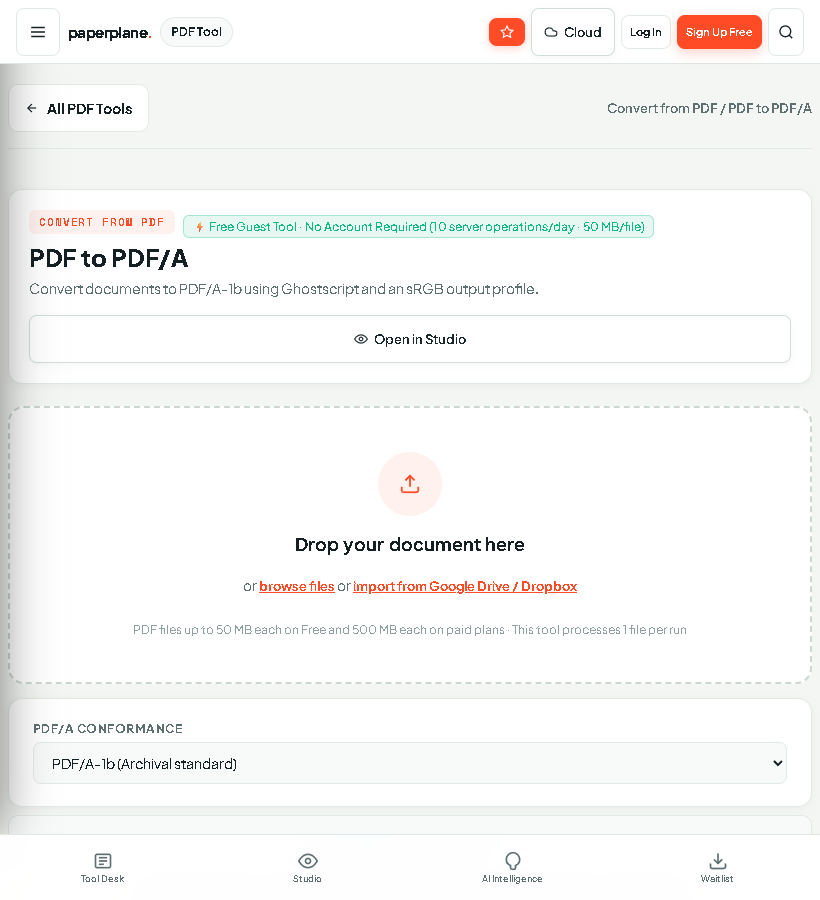 paperplane. PDF Tool Cloud Log In Sign Up Free
All PDF Tools Convert from PDF / PDF to PDF/A
CONVERT FROM PDF Free Guest Tool · No Account Required (10 server operations/day · 50 MB/file)
PDF to PDF/A
Convert documents to PDF/A-1b using Ghostscript and an sRGB output profile.
Open in Studio
Drop your document here
or browse files or import from Google Drive / Dropbox
PDF files up to 50 MB each on Free and 500 MB each on paid plans · This tool processes 1 file per run
PDF/A CONFORMANCE
PDF/A-1b (Archival standard)
Tool Desk Studio AI Intelligence Waitlist